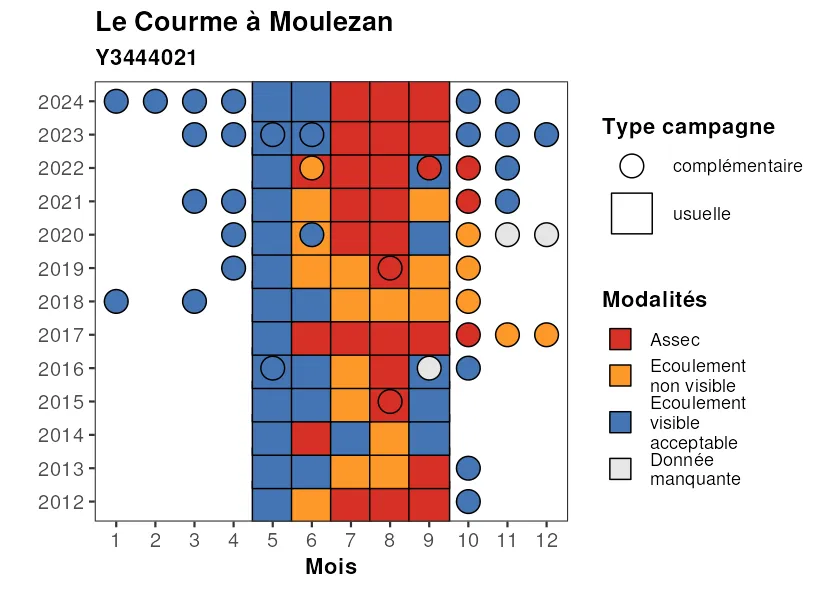 Le Courme à Moulezan
Y3444021
2024
2023
2022
2021
2020
2019
2018
2017
2016
2015
2014
2013
2012
1 2 3 4 5 6 7 8 9 10 11 12
Mois
Type campagne
complémentaire
usuelle
Modalités
Assec
Ecoulement
non visible
Ecoulement
visible
acceptable
Donnée
manquante